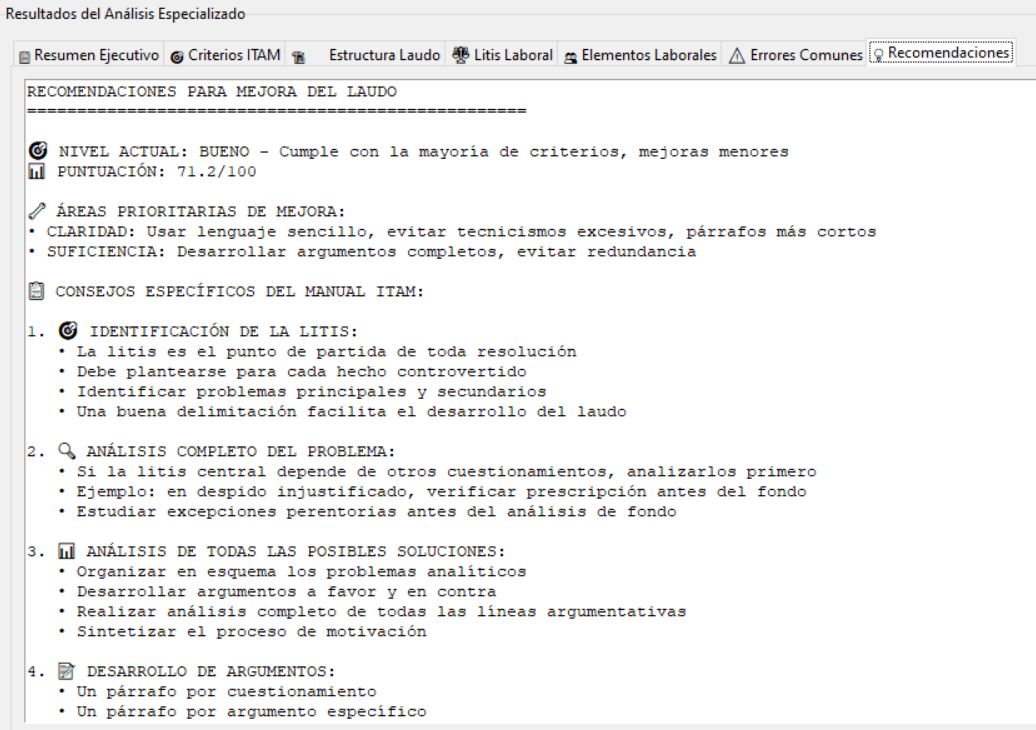 Resultados del Análisis Especializado
Resumen Ejecutivo Criterios ITAM Estructura Laudo Litis Laboral Elementos Laborales Errores Comunes Recomendaciones
RECOMENDACIONES PARA MEJORA DEL LAUDO
==================================================
🎯 NIVEL ACTUAL: BUENO - Cumple con la mayoría de criterios, mejoras menores
📊 PUNTUACIÓN: 71.2/100
🔧 ÁREAS PRIORITARIAS DE MEJORA:
• CLARIDAD: Usar lenguaje sencillo, evitar tecnicismos excesivos, párrafos más cortos
• SUFICIENCIA: Desarrollar argumentos completos, evitar redundancia
📋 CONSEJOS ESPECÍFICOS DEL MANUAL ITAM:
1. 🎯 IDENTIFICACIÓN DE LA LITIS:
• La litis es el punto de partida de toda resolución
• Debe plantearse para cada hecho controvertido
• Identificar problemas principales y secundarios
• Una buena delimitación facilita el desarrollo del laudo
2. 🔍 ANÁLISIS COMPLETO DEL PROBLEMA:
• Si la litis central depende de otros cuestionamientos, analizarlos primero
• Ejemplo: en despido injustificado, verificar prescripción antes del fondo
• Estudiar excepciones perentorias antes del análisis de fondo
3. 📊 ANÁLISIS DE TODAS LAS POSIBLES SOLUCIONES:
• Organizar en esquema los problemas analíticos
• Desarrollar argumentos a favor y en contra
• Realizar análisis completo de todas las líneas argumentativas
• Sintetizar el proceso de motivación
4. 📝 DESARROLLO DE ARGUMENTOS:
• Un párrafo por cuestionamiento
• Un párrafo por argumento específico